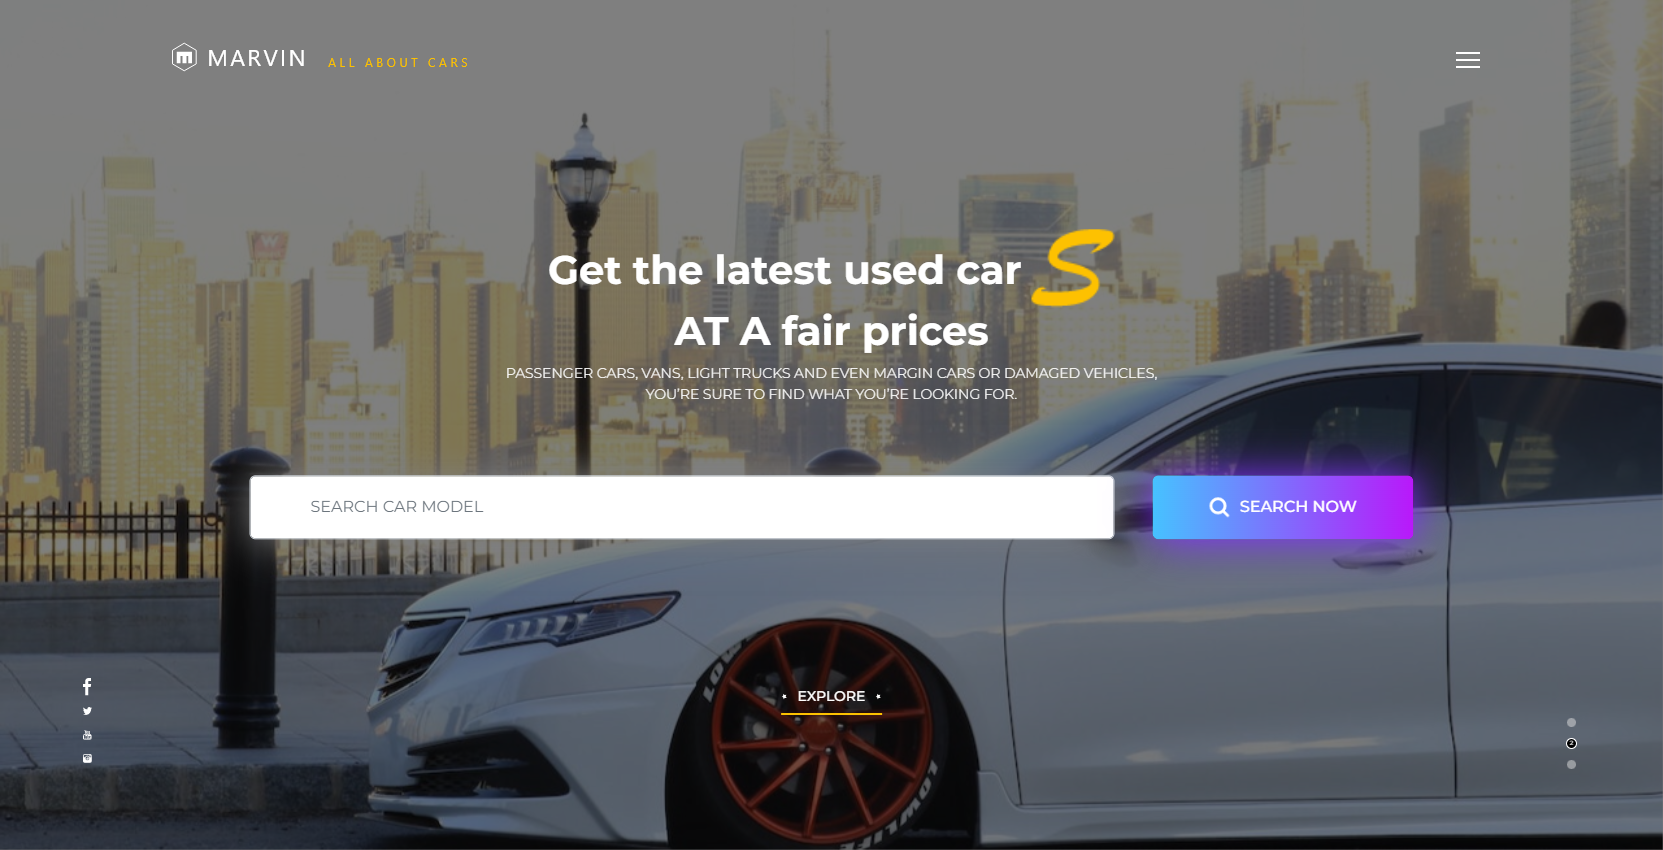 MARVIN ALL ABOUT CARS
Get the latest used car S
AT A fair prices
PASSENGER CARS, VANS, LIGHT TRUCKS AND EVEN MARGIN CARS OR DAMAGED VEHICLES,
YOU'RE SURE TO FIND WHAT YOU'RE LOOKING FOR.
SEARCH CAR MODEL
SEARCH NOW
EXPLORE
LOWLIFE
2